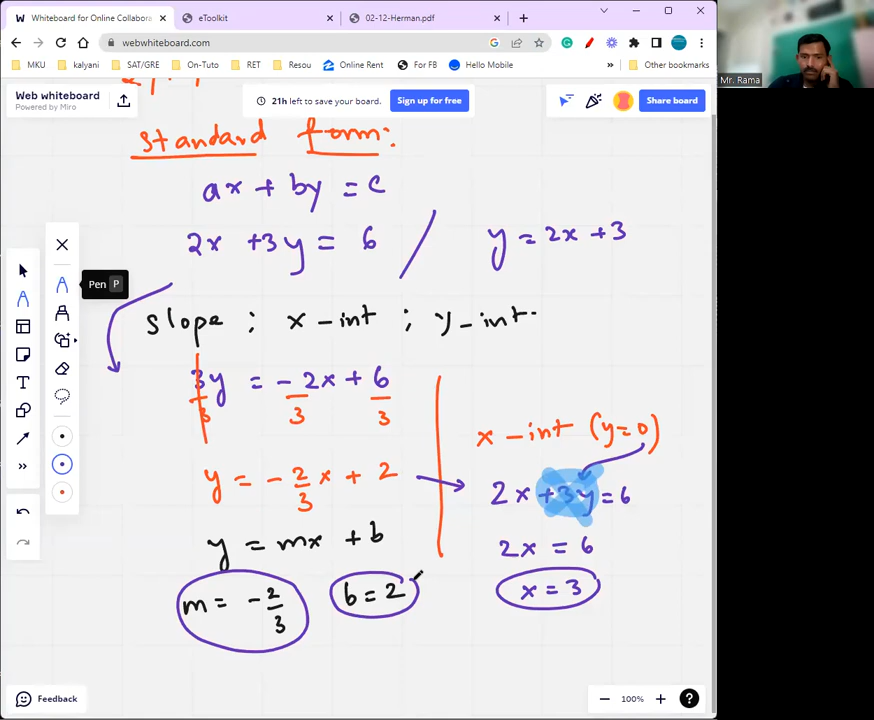 Whiteboard for Online Collabora
eToolkit
02-12-Herman.pdf
webwhiteboard.com
MKU
kalyani
On-Tuto
RET
Resou
Online Rent
SAT/GRE
For FB
Hello Mobile
Other bookmarks
Mr. Rama
Web whiteboard
Powered by Miro
21h left to save your board.
Sign up for free
Share board
standard form:
ax + by = c
2x + 3y = 6 / y = 2x + 3
Pen P
slope ; x-int ; y-int.
3y = -2x + 6
3 3 3
x-int (y=0)
y = -2/3 x + 2
2x + 3y = 6
y = mx + b
2x = 6
m = -2/3
b = 2
x = 3
Feedback
100%